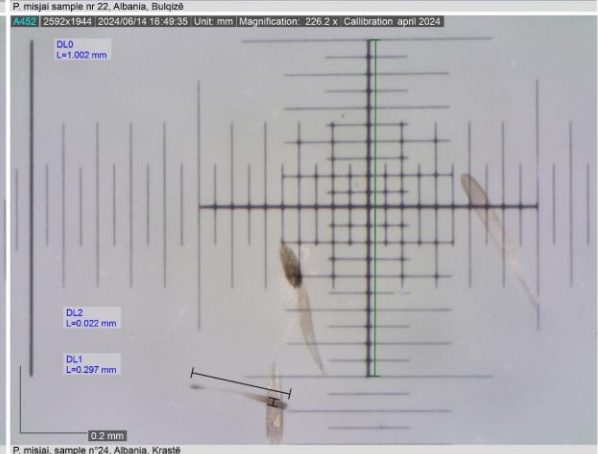 P. misjai sample nr 22, Albania, Bulqizë
A452 2592x1944 2024/06/14 16:49:35 Unit: mm Magnification: 226.2 x Callibration april 2024
DL0
L=1.002 mm
DL2
L=0.022 mm
DL1
L=0.297 mm
0.2 mm
P. misjai, sample n°24, Albania, Krastë